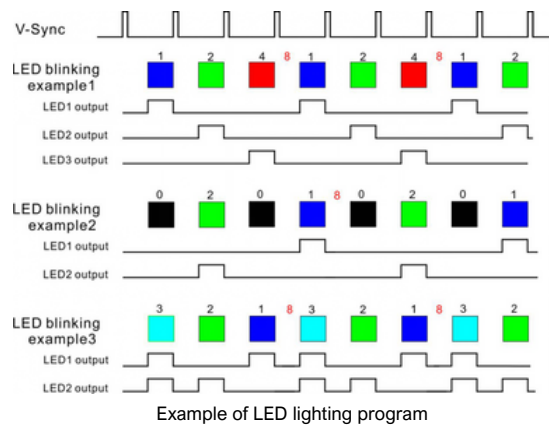 V-Sync
1 2 4 8 1 2 4 8 1 2
LED blinking
example1
LED1 output
LED2 output
LED3 output
0 2 0 1 8 0 2 0 1
LED blinking
example2
LED1 output
LED2 output
3 2 1 8 3 2 1 8 3 2
LED blinking
example3
LED1 output
LED2 output
Example of LED lighting program